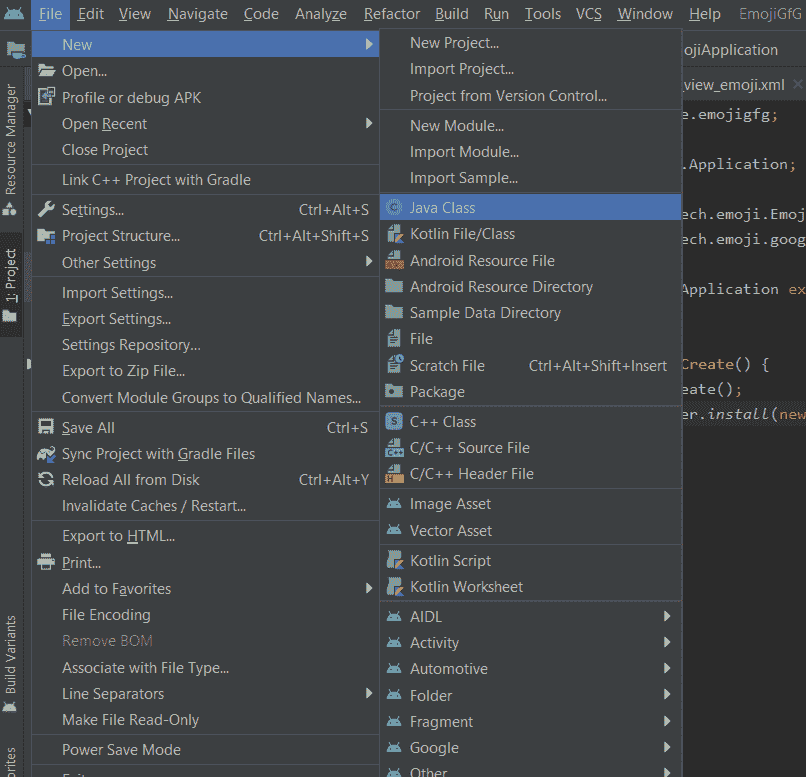 File Edit View Navigate Code Analyze Refactor Build Run Tools VCS Window Help EmojiGfG
New
Open...
Profile or debug APK
Open Recent
Close Project
Link C++ Project with Gradle
Settings... Ctrl+Alt+S
Project Structure... Ctrl+Alt+Shift+S
Other Settings
Import Settings...
Export Settings...
Settings Repository...
Export to Zip File...
Convert Module Groups to Qualified Names...
Save All Ctrl+S
Sync Project with Gradle Files
Reload All from Disk Ctrl+Alt+Y
Invalidate Caches / Restart...
Export to HTML...
Print...
Add to Favorites
File Encoding
Remove BOM
Associate with File Type...
Line Separators
Make File Read-Only
Power Save Mode
New Project...
Import Project...
Project from Version Control...
New Module...
Import Module...
Import Sample...
Java Class
Kotlin File/Class
Android Resource File
Android Resource Directory
Sample Data Directory
File
Scratch File Ctrl+Alt+Shift+Insert
Package
C++ Class
C/C++ Source File
C/C++ Header File
Image Asset
Vector Asset
Kotlin Script
Kotlin Worksheet
AIDL
Activity
Automotive
Folder
Fragment
Google
Other
ojiApplication
_view_emoji.xml
e.emojigfg;
.Application;
ech.emoji.Emoj
ech.emoji.goog
Application ex
Create() {
eate();
er.install(new
Resource Manager
1: Project
Build Variants
rites